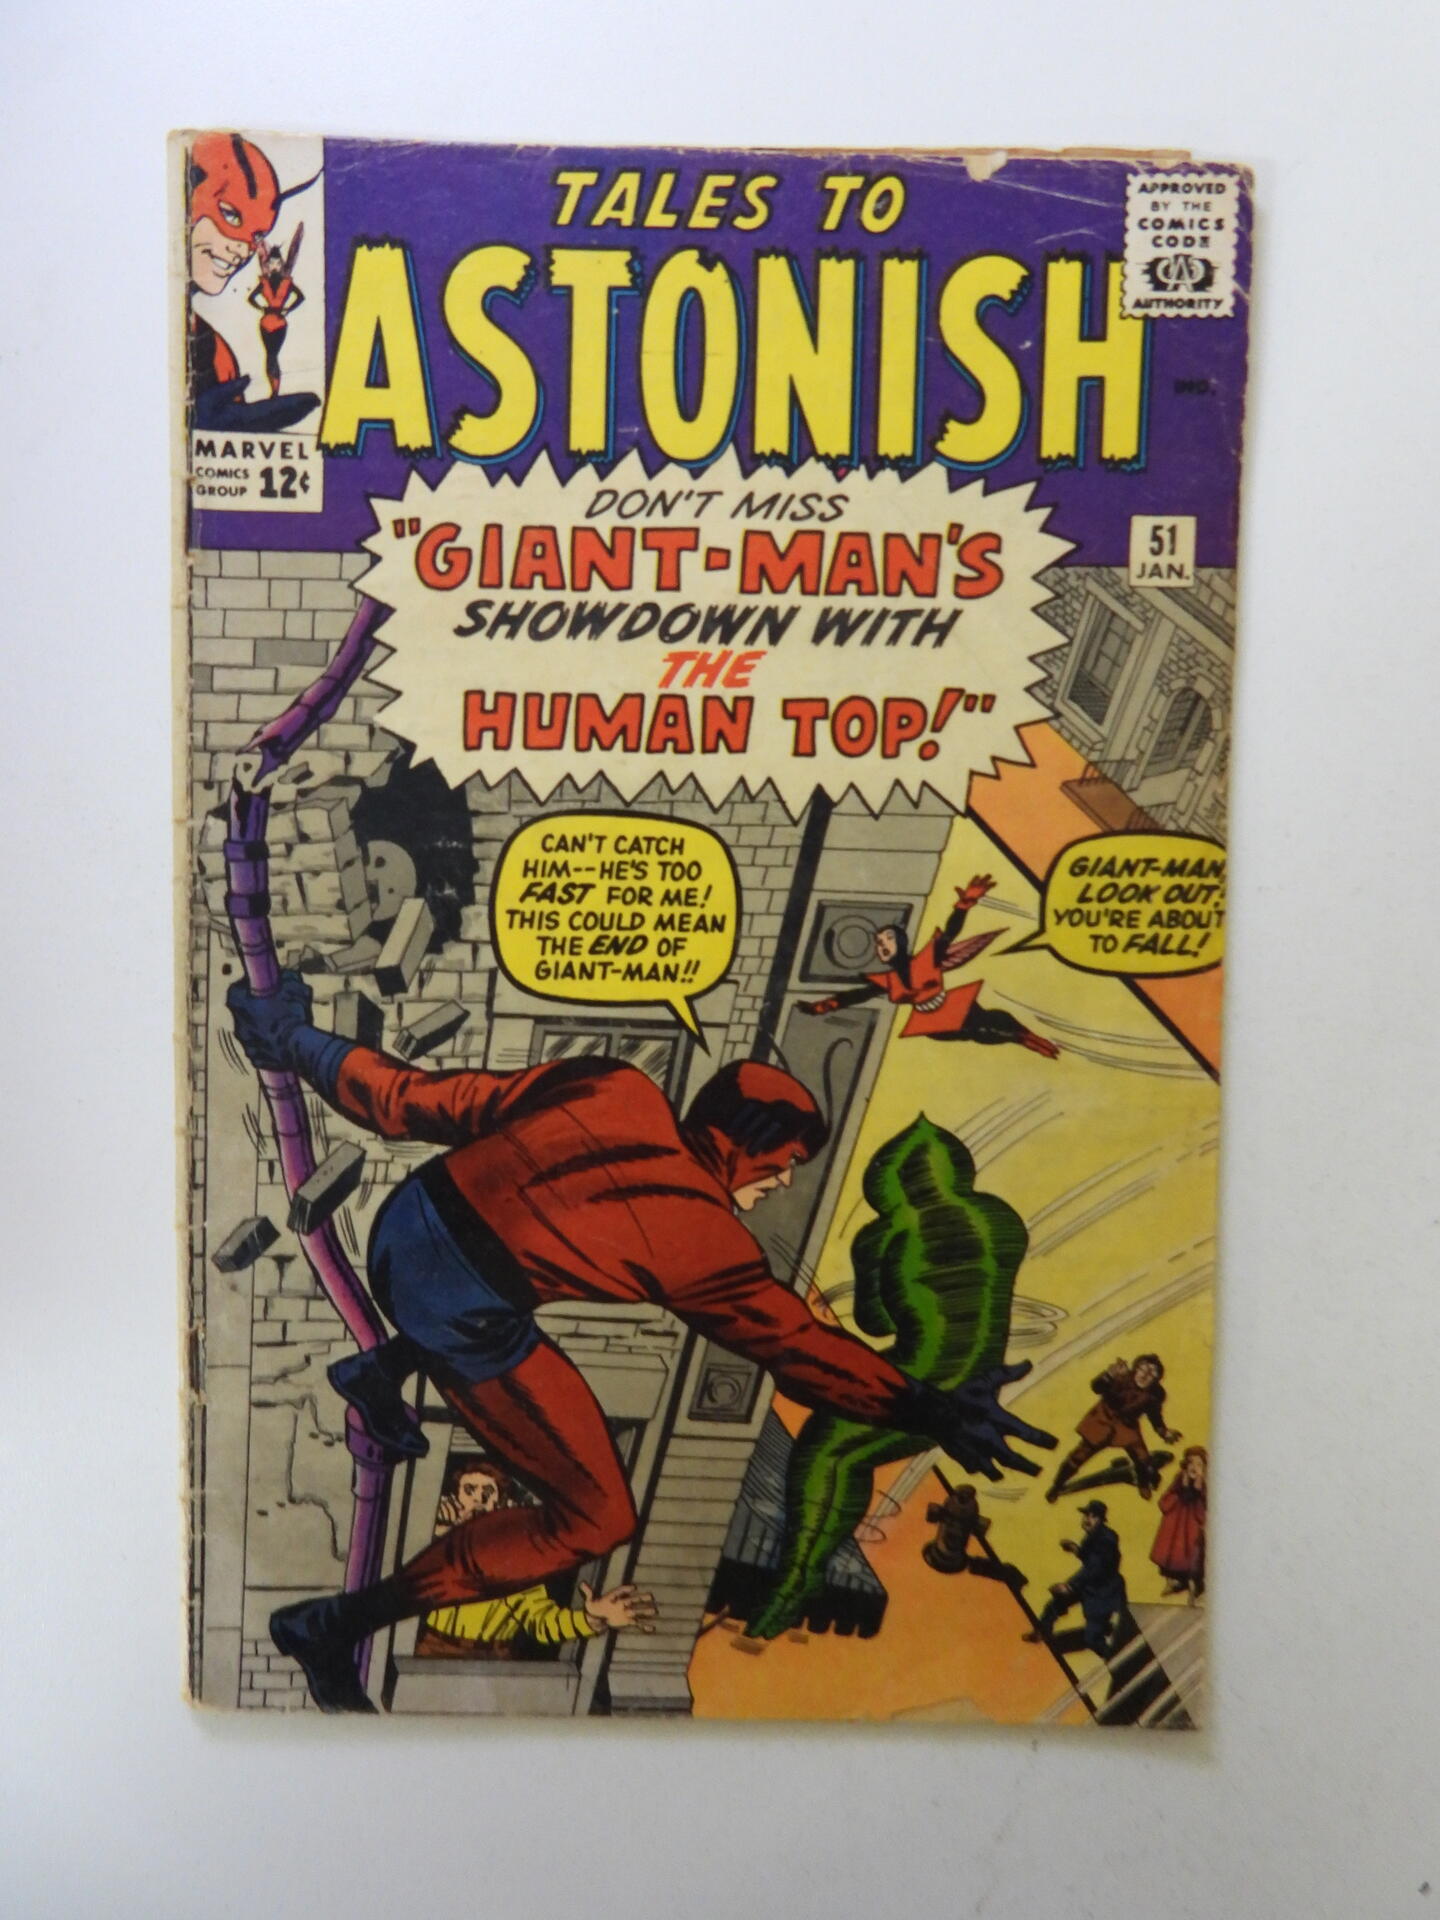 TALES TO
ASTONISH
APPROVED
BY THE
COMICS
CODE
CA
AUTHORITY
IND.
MARVEL
COMICS
GROUP 12¢
51
JAN.
DON'T MISS
"GIANT-MAN'S
SHOWDOWN WITH
THE
HUMAN TOP!"
CAN'T CATCH
HIM--HE'S TOO
FAST FOR ME!
THIS COULD MEAN
THE END OF
GIANT-MAN!!
GIANT-MAN,
LOOK OUT!
YOU'RE ABOUT
TO FALL!